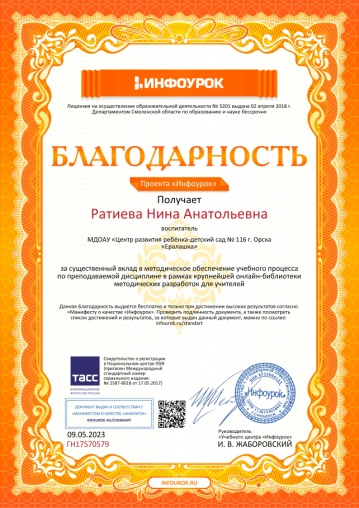 ИНФОУРОК
Лицензия на осуществление образовательной деятельности № 5201 выдана 02 апреля 2018 г.
Департаментом Смоленской области по образованию и науке бессрочно
БЛАГОДАРНОСТЬ
Проекта «Инфоурок»
Получает
Ратиева Нина Анатольевна
воспитатель
МДОАУ «Центр развития ребёнка-детский сад № 116 г. Орска
«Ералашка»
за существенный вклад в методическое обеспечение учебного процесса
по преподаваемой дисциплине в рамках крупнейшей онлайн-библиотеки
методических разработок для учителей
Данная Благодарность выдается бесплатно и только при достижении высоких результатов согласно
«Манифесту о качестве «Инфоурок». Проверить подлинность документа, а также посмотреть
список достижений и результатов, за которые выдан данный документ, можно по ссылке:
infourok.ru/standart
ТАСС
Свидетельство о регистрации
в Национальном центре ISSN
(присвоен Международный
стандартный номер
сериального издания:
№ 2587-8018 от 17.05.2017)
ДОКУМЕНТ ВЫДАН В СООТВЕТСТВИИ С
МАНИФЕСТОМ О КАЧЕСТВЕ «ИНФОУРОК»
INFOUROK.RU/STANDART
09.05.2023
ГН17570579
«Инфоурок»
Руководитель
«Учебного центра «Инфоурок»
И. В. ЖАБОРОВСКИЙ
INFOUROK.RU